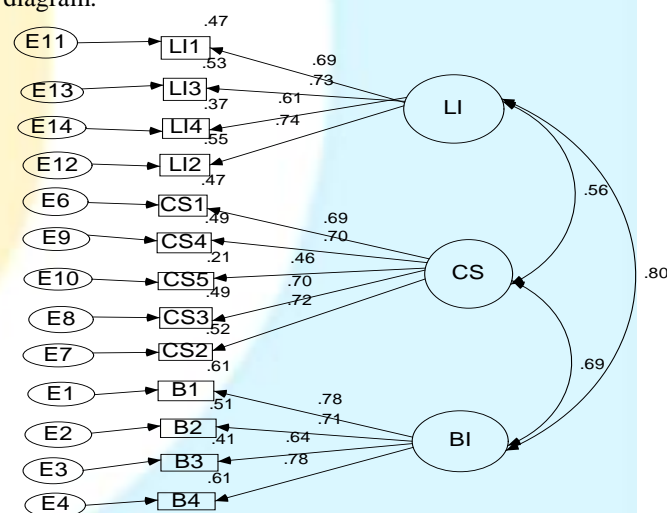 diagram.
.47
E11 LI1
.53 .69
E13 LI3 .73
.37 .61
E14 LI4 LI
.55 .74
E12 LI2
.47
E6 CS1 .56
.49 .69
E9 CS4 .70
.21 .46
E10 CS5 CS .80
.49 .70
E8 CS3 .72
.52
E7 CS2
.61 .69
E1 B1 .78
.51 .71
E2 B2
.41 .64 BI
E3 B3 .78
.61
E4 B4